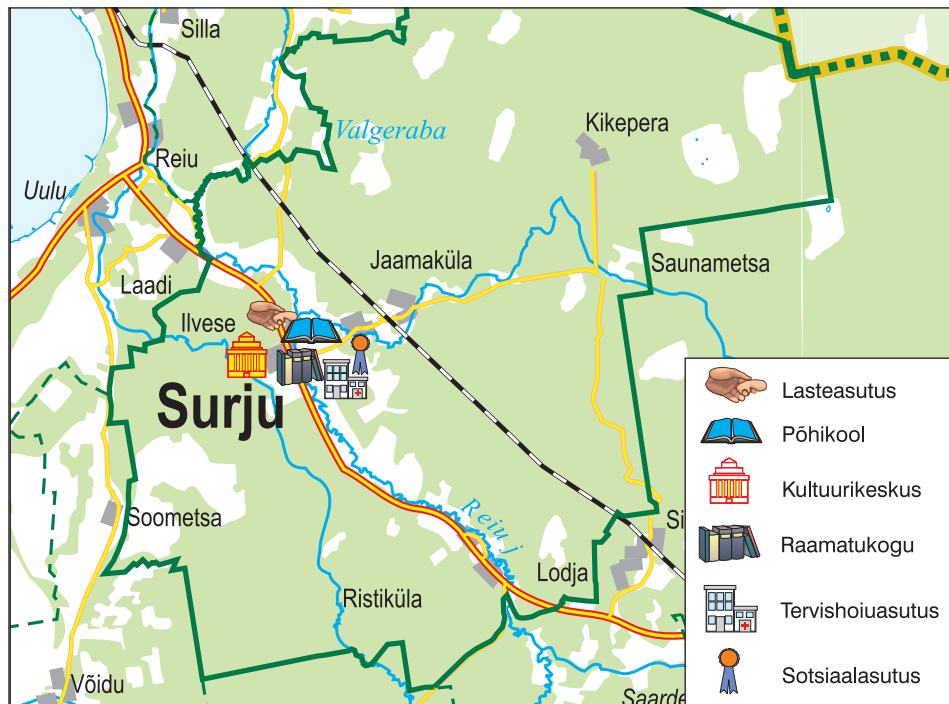 Silla
Valgeraba
Kikepera
Reiu
Uulu
Jaamaküla
Saunametsa
Laadi
Ilvese
Surju
Soometsa
Reiu j
Si
Lodja
Ristiküla
Võidu
Saarde
Lasteasutus
Põhikool
Kultuurikeskus
Raamatukogu
Tervishoiuasutus
Sotsiaalasutus